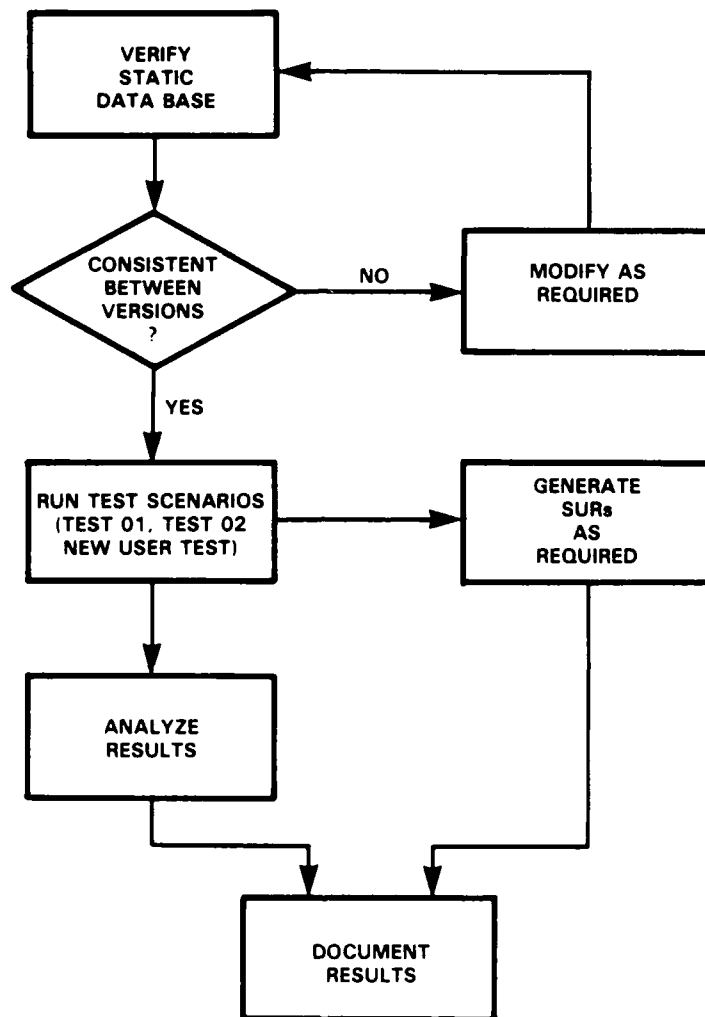 VERIFY
STATIC
DATA BASE
CONSISTENT
BETWEEN
VERSIONS
?
NO
MODIFY AS
REQUIRED
YES
RUN TEST SCENARIOS
(TEST 01, TEST 02
NEW USER TEST)
GENERATE
SURs
AS
REQUIRED
ANALYZE
RESULTS
DOCUMENT
RESULTS